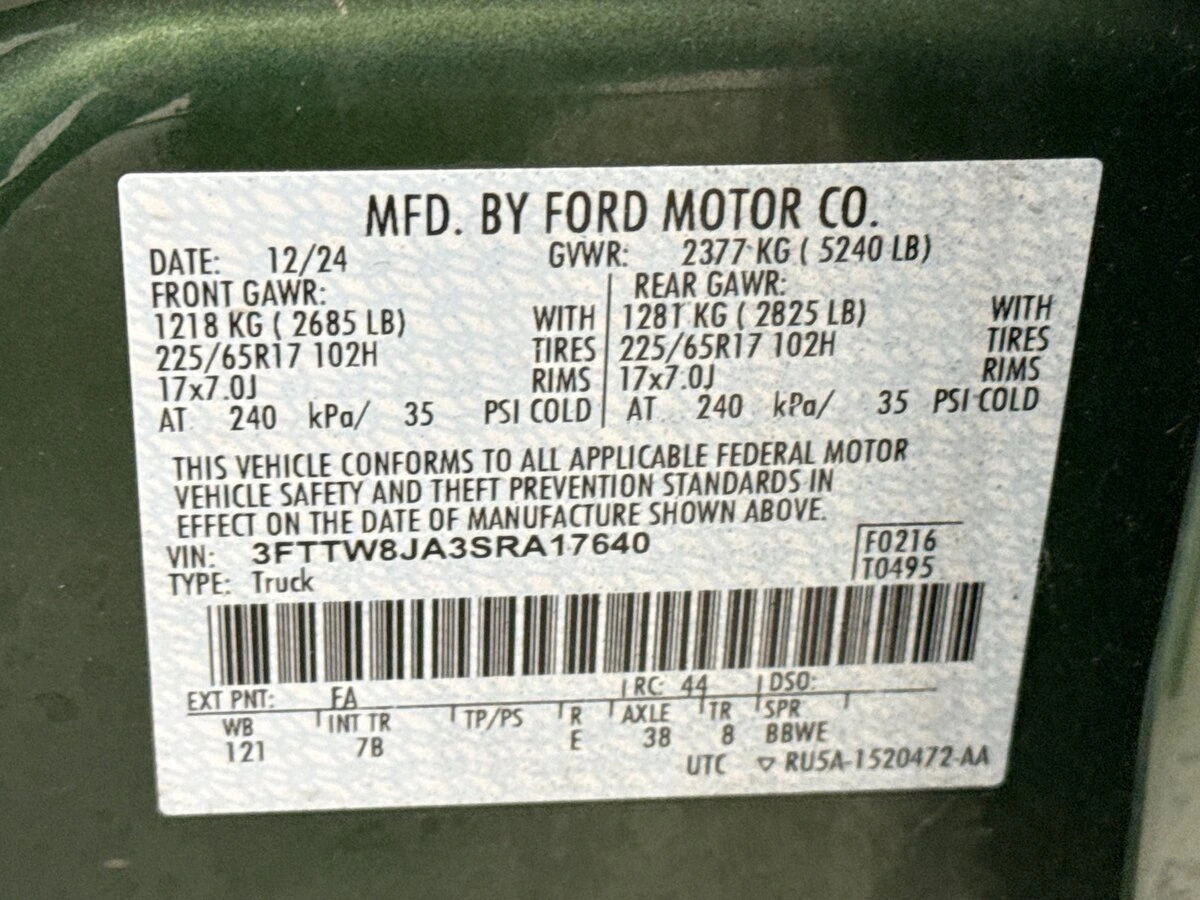 MFD. BY FORD MOTOR CO.
DATE: 12/24 GVWR: 2377 KG ( 5240 LB)
FRONT GAWR: REAR GAWR:
1218 KG ( 2685 LB) WITH 1281 KG ( 2825 LB) WITH
225/65R17 102H TIRES 225/65R17 102H TIRES
17x7.0J RIMS 17x7.0J RIMS
AT 240 kPa/ 35 PSI COLD AT 240 kPa/ 35 PSI COLD
THIS VEHICLE CONFORMS TO ALL APPLICABLE FEDERAL MOTOR
VEHICLE SAFETY AND THEFT PREVENTION STANDARDS IN
EFFECT ON THE DATE OF MANUFACTURE SHOWN ABOVE.
VIN: 3FTTW8JA3SRA17640 F0216
TYPE: Truck T0495
EXT PNT: FA RC: 44 DSO:
WB INT TR TP/PS R AXLE TR SPR
121 7B E 38 8 BBWE
UTC ▽ RU5A-1520472-AA